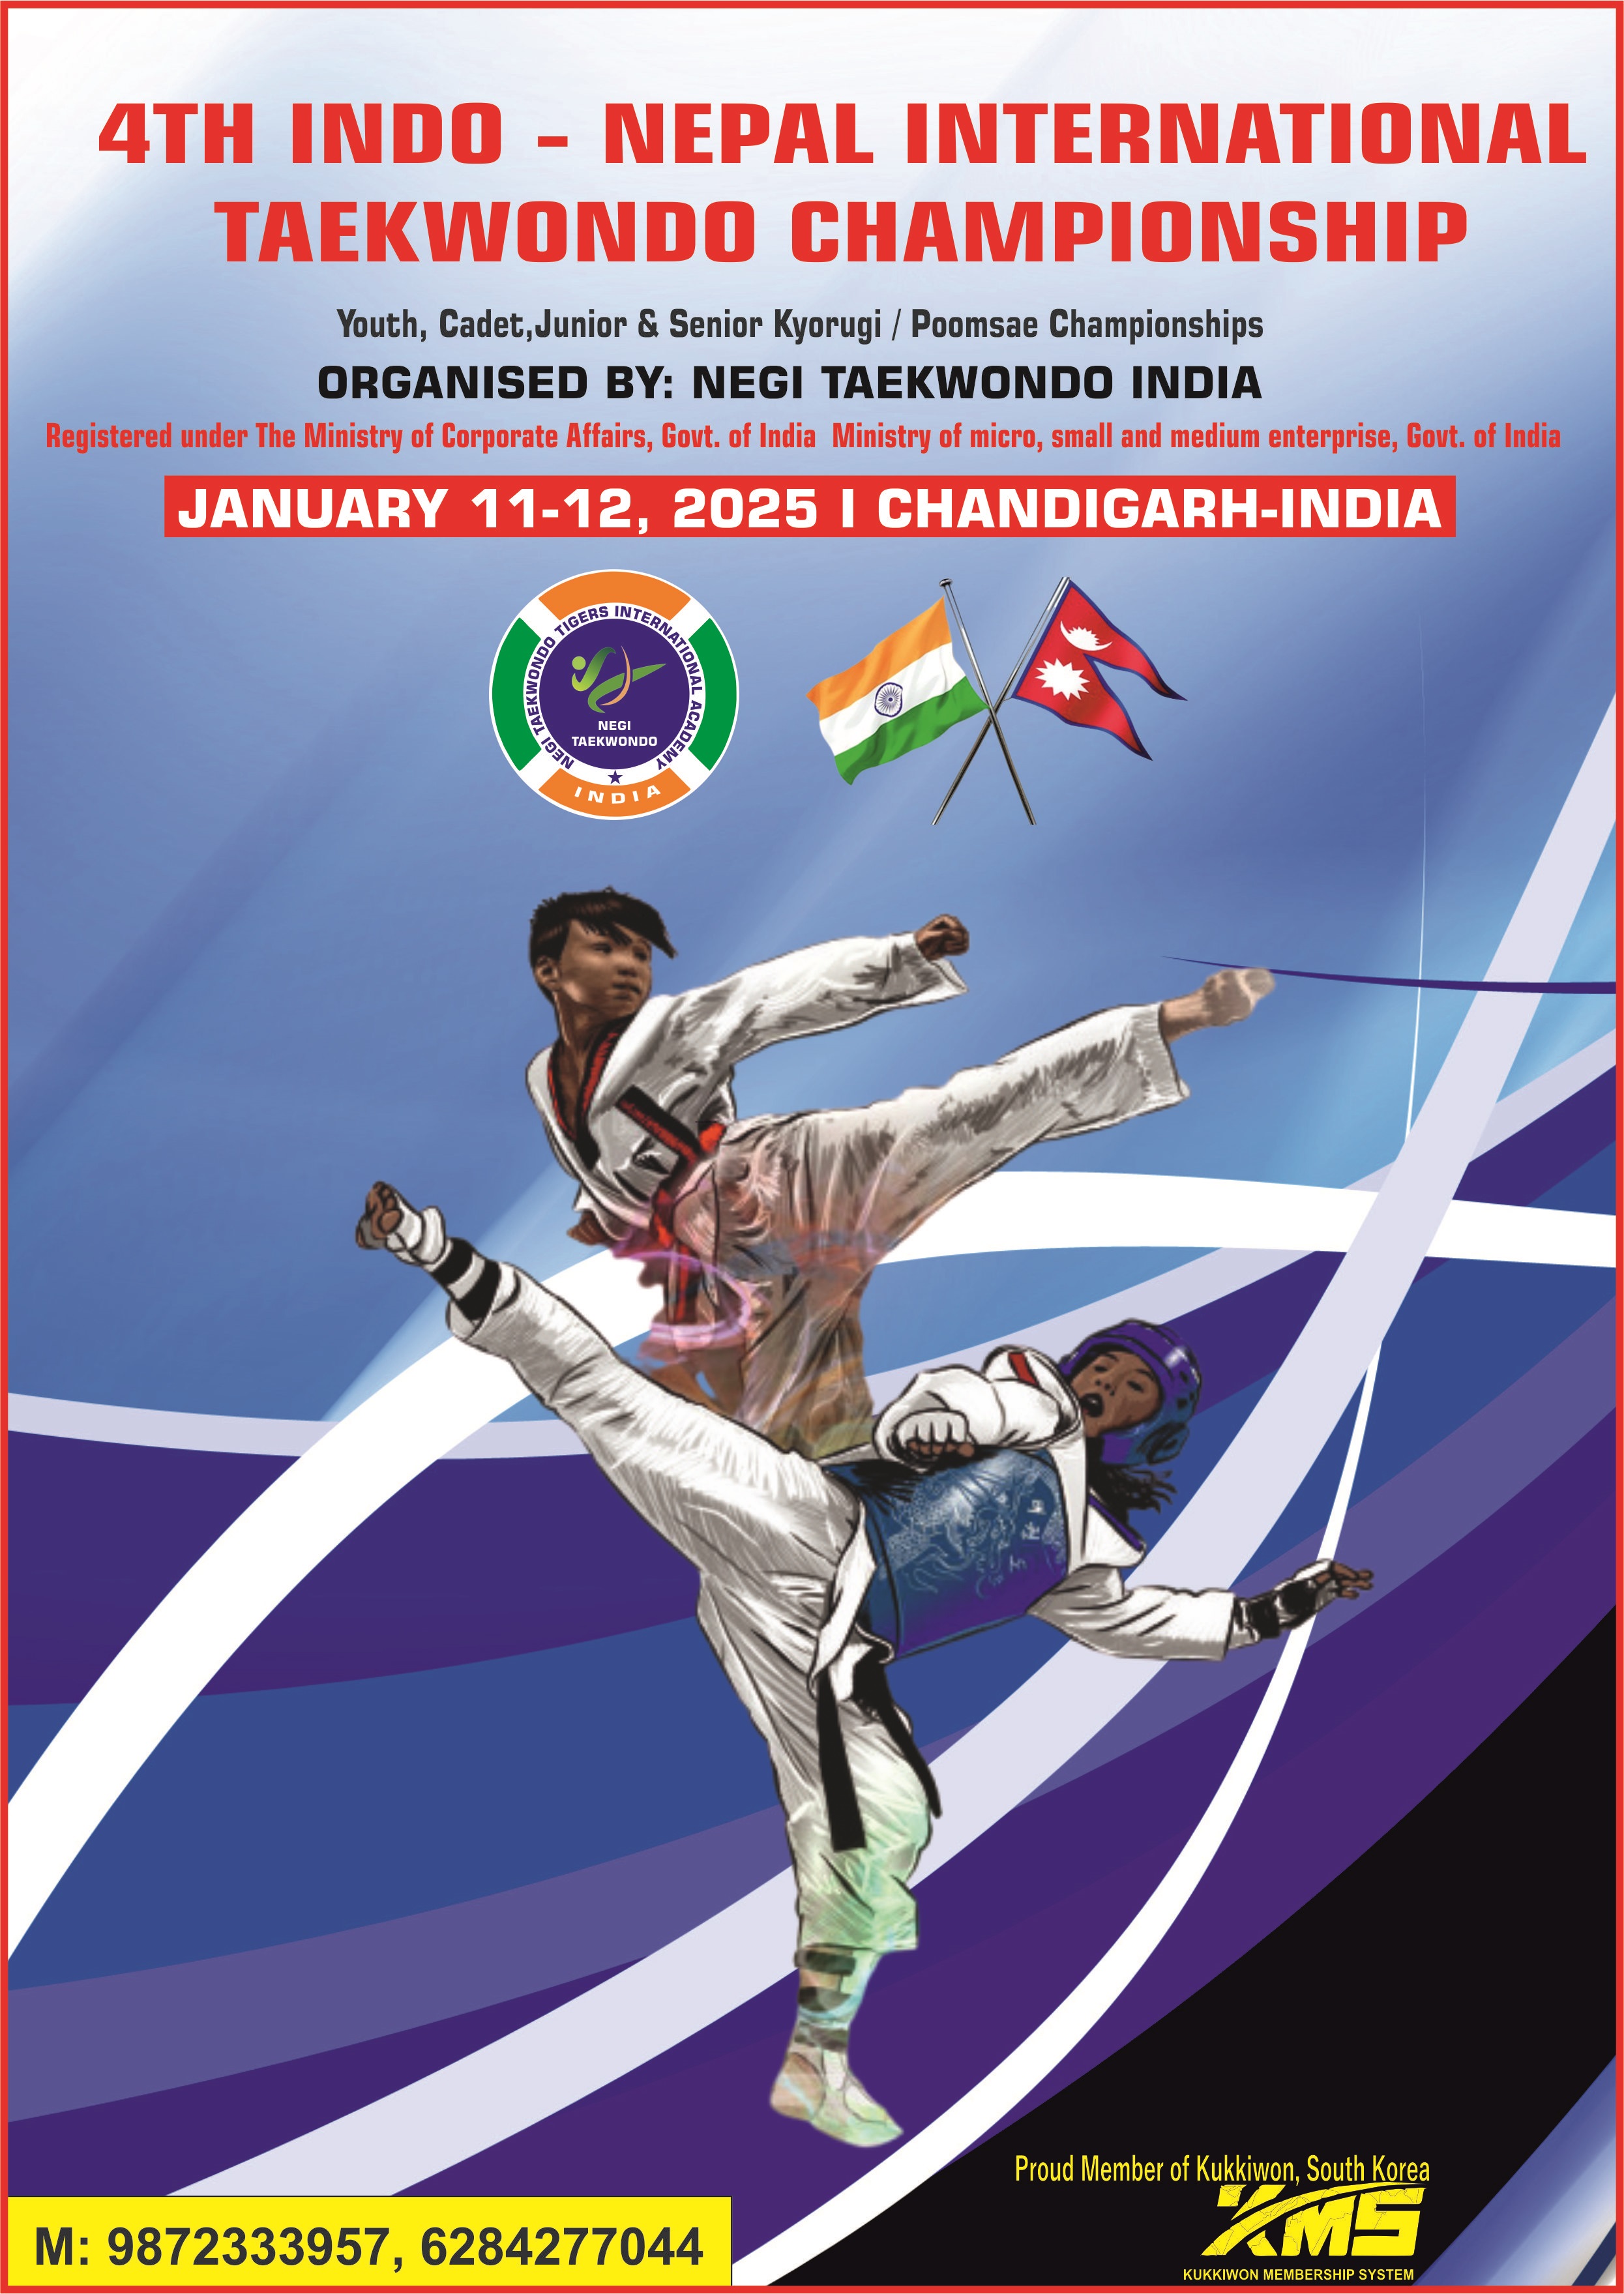 4TH INDO - NEPAL INTERNATIONAL
TAEKWONDO CHAMPIONSHIP
Youth, Cadet,Junior & Senior Kyorugi / Poomsae Championships
ORGANISED BY: NEGI TAEKWONDO INDIA
Registered under The Ministry of Corporate Affairs, Govt. of India Ministry of micro, small and medium enterprise, Govt. of India
JANUARY 11-12, 2025 I CHANDIGARH-INDIA
NEGI TAEKWONDO TIGERS INTERNATIONAL ACADEMY
NEGI
TAEKWONDO
INDIA
Proud Member of Kukkiwon, South Korea
KMS
KUKKIWON MEMBERSHIP SYSTEM
M: 9872333957, 6284277044